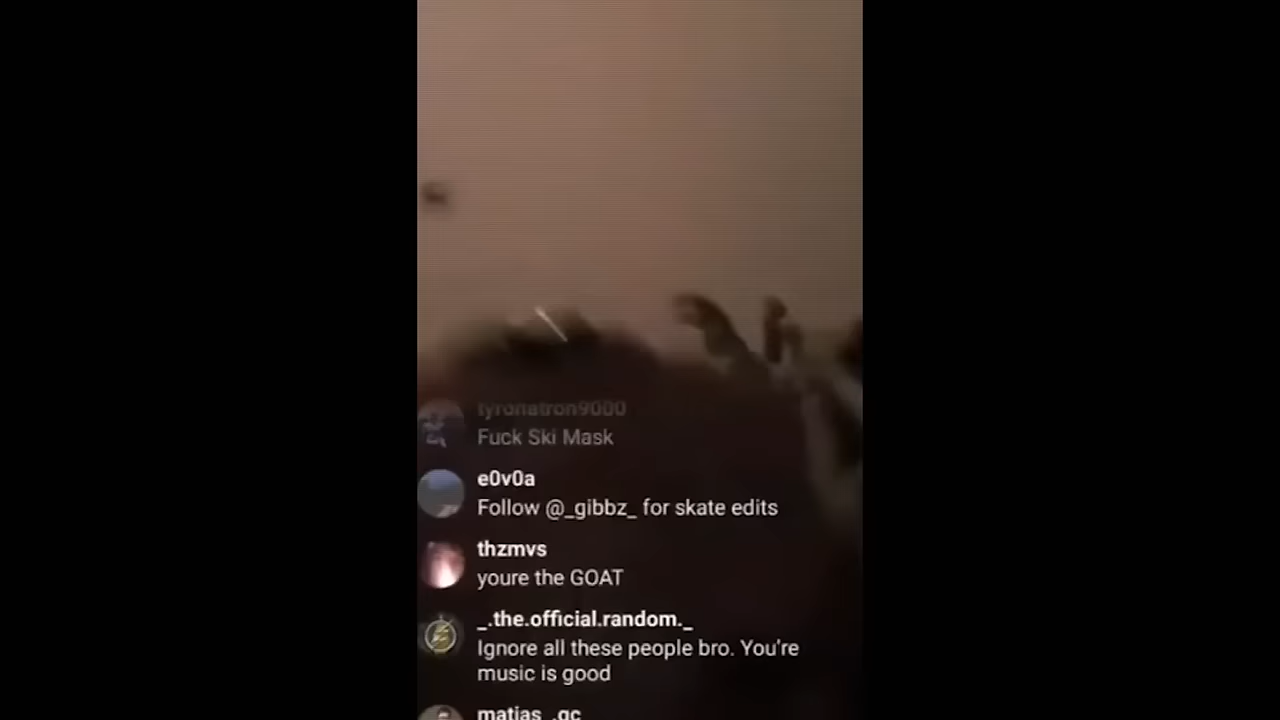 tyronatron9000
Fuck Ski Mask
e0v0a
Follow @_gibbz_ for skate edits
thzmvs
youre the GOAT
_.the.official.random._
Ignore all these people bro. You're
music is good
matias_.gc